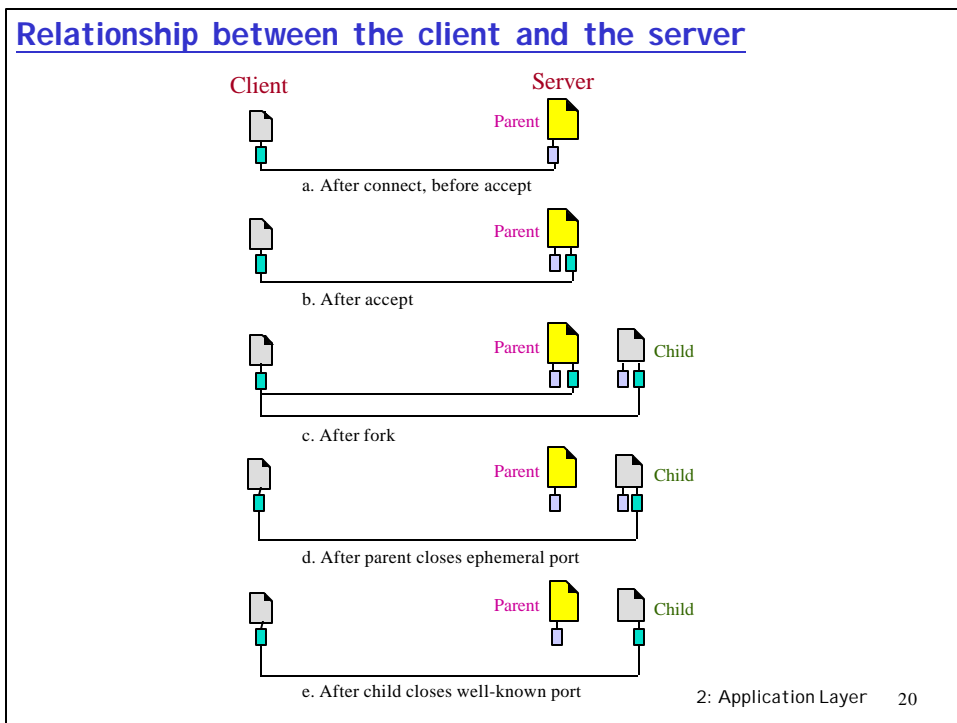 Relationship between the client and the server
Client
Server
Parent
a. After connect, before accept
Parent
b. After accept
Parent
Child
c. After fork
Parent
Child
d. After parent closes ephemeral port
Parent
Child
e. After child closes well-known port
2: Application Layer 20